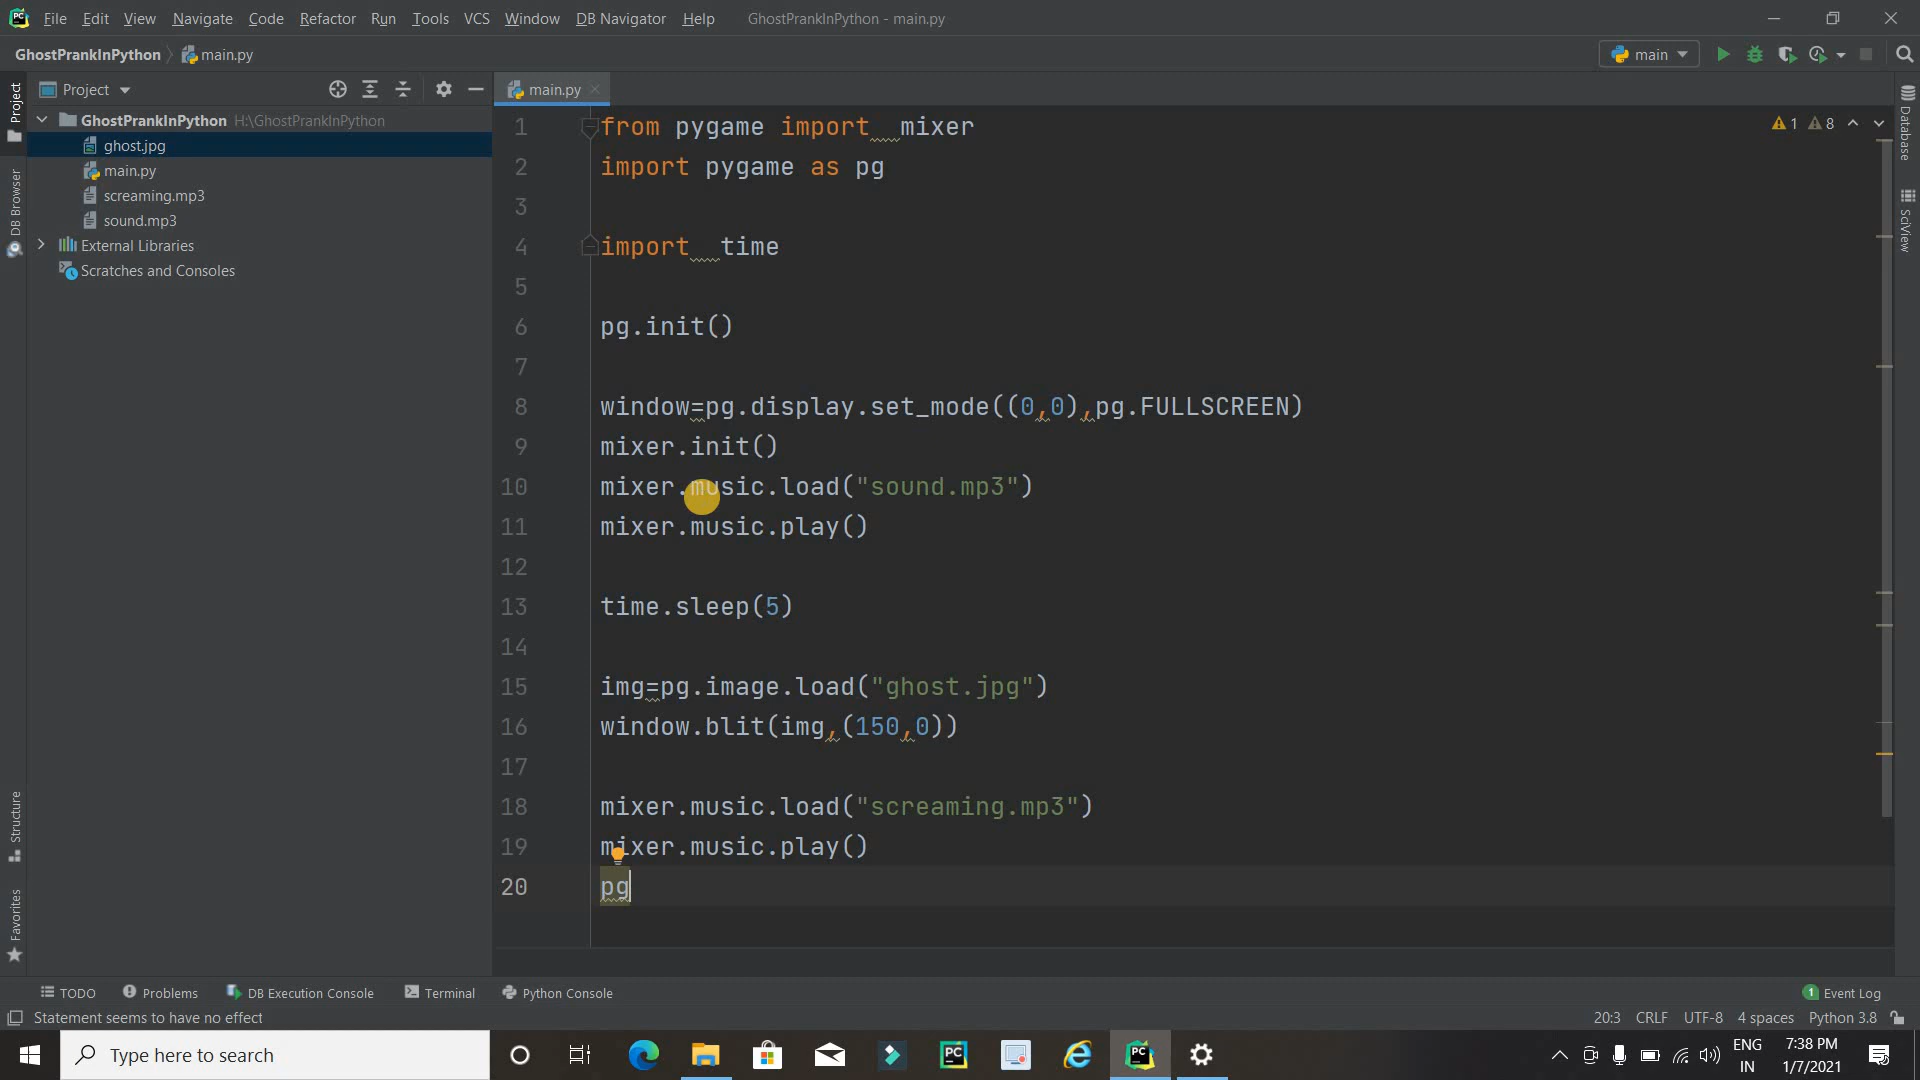 File Edit View Navigate Code Refactor Run Tools VCS Window DB Navigator Help GhostPrankInPython - main.py
GhostPrankInPython main.py main
Project main.py
Project
DB Browser
Structure
Favorites
GhostPrankInPython H:\GhostPrankInPython
ghost.jpg
main.py
screaming.mp3
sound.mp3
External Libraries
Scratches and Consoles
1 from pygame import  mixer
2 import pygame as pg
3
4 import  time
5
6 pg.init()
7
8 window=pg.display.set_mode((0,0),pg.FULLSCREEN)
9 mixer.init()
10 mixer.music.load("sound.mp3")
11 mixer.music.play()
12
13 time.sleep(5)
14
15 img=pg.image.load("ghost.jpg")
16 window.blit(img,(150,0))
17
18 mixer.music.load("screaming.mp3")
19 mixer.music.play()
20 pg
1 8
Database
SciView
TODO Problems DB Execution Console Terminal Python Console 1 Event Log
Statement seems to have no effect 20:3 CRLF UTF-8 4 spaces Python 3.8
Type here to search
PC
PC
ENG
IN
7:38 PM
1/7/2021